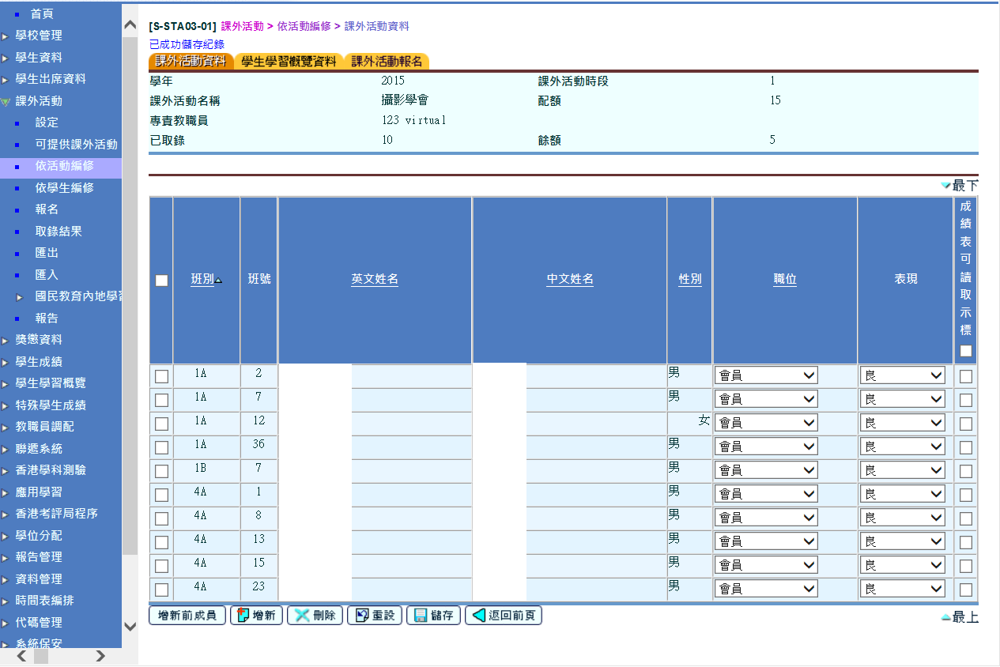 首頁
學校管理
學生資料
學生出席資料
課外活動
設定
可提供課外活動
依活動編修
依學生編修
報名
取錄結果
匯出
匯入
國民教育內地學習
報告
獎懲資料
學生成績
學生學習概覽
特殊學生成績
教職員調配
聯遞系統
香港學科測驗
應用學習
香港考評局程序
學位分配
報告管理
資料管理
時間表編排
代碼管理
系統保安
[S-STA03-01] 課外活動 > 依活動編修 > 課外活動資料
已成功儲存紀錄
課外活動資料 學生學習概覽資料 課外活動報名
學年 2015 課外活動時段 1
課外活動名稱 攝影學會 配額 15
專責教職員 123 virtual
已取錄 10 餘額 5
最下
班別 班號 英文姓名 中文姓名 性別 職位 表現 成績表可讀取示標
1A 2 男 會員 良
1A 7 男 會員 良
1A 12 女 會員 良
1A 36 男 會員 良
1B 7 男 會員 良
4A 1 男 會員 良
4A 8 男 會員 良
4A 13 男 會員 良
4A 15 男 會員 良
4A 23 男 會員 良
增新前成員 增新 刪除 重設 儲存 返回前頁
最上